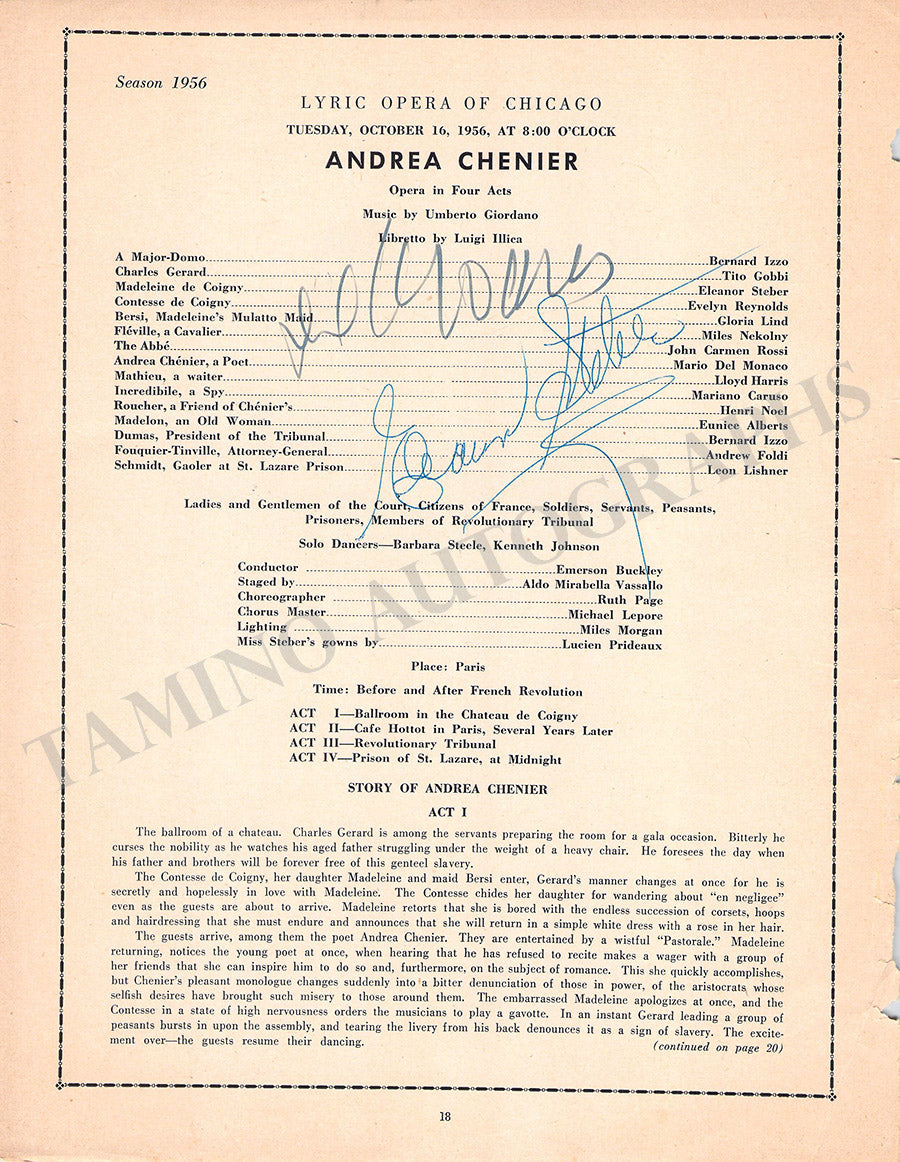 Season 1956
LYRIC OPERA OF CHICAGO
TUESDAY, OCTOBER 16, 1956, AT 8:00 O'CLOCK
ANDREA CHENIER
Opera in Four Acts
Music by Umberto Giordano
Libretto by Luigi Illica
A Major-Domo Bernard Izzo
Charles Gerard Tito Gobbi
Madeleine de Coigny Eleanor Steber
Contesse de Coigny Evelyn Reynolds
Bersi, Madeleine's Mulatto Maid Gloria Lind
Fléville, a Cavalier Miles Nekolny
The Abbé John Carmen Rossi
Andrea Chénier, a Poet Mario Del Monaco
Mathieu, a waiter Lloyd Harris
Incredibile, a Spy Mariano Caruso
Roucher, a Friend of Chénier's Henri Noel
Madelon, an Old Woman Eunice Alberts
Dumas, President of the Tribunal Bernard Izzo
Fouquier-Tinville, Attorney-General Andrew Foldi
Schmidt, Gaoler at St. Lazare Prison Leon Lishner
Eleanor Steber
Ladies and Gentlemen of the Court, Citizens of France, Soldiers, Servants, Peasants,
Prisoners, Members of Revolutionary Tribunal
Solo Dancers—Barbara Steele, Kenneth Johnson
Conductor Emerson Buckley
Staged by Aldo Mirabella Vassallo
Choreographer Ruth Page
Chorus Master Michael Lepore
Lighting Miles Morgan
Miss Steber's gowns by Lucien Prideaux
Place: Paris
Time: Before and After French Revolution
ACT I—Ballroom in the Chateau de Coigny
ACT II—Cafe Hottot in Paris, Several Years Later
ACT III—Revolutionary Tribunal
ACT IV—Prison of St. Lazare, at Midnight
STORY OF ANDREA CHENIER
ACT I
The ballroom of a chateau. Charles Gerard is among the servants preparing the room for a gala occasion. Bitterly he
curses the nobility as he watches his aged father struggling under the weight of a heavy chair. He foresees the day when
his father and brothers will be forever free of this genteel slavery.
The Contesse de Coigny, her daughter Madeleine and maid Bersi enter, Gerard's manner changes at once for he is
secretly and hopelessly in love with Madeleine. The Contesse chides her daughter for wandering about "en negligee"
even as the guests are about to arrive. Madeleine retorts that she is bored with the endless succession of corsets, hoops
and hairdressing that she must endure and announces that she will return in a simple white dress with a rose in her hair.
The guests arrive, among them the poet Andrea Chenier. They are entertained by a wistful "Pastorale." Madeleine
returning, notices the young poet at once, when hearing that he has refused to recite makes a wager with a group of
her friends that she can inspire him to do so and, furthermore, on the subject of romance. This she quickly accomplishes,
but Chenier's pleasant monologue changes suddenly into a bitter denunciation of those in power, of the aristocrats whose
selfish desires have brought such misery to those around them. The embarrassed Madeleine apologizes at once, and the
Contesse in a state of high nervousness orders the musicians to play a gavotte. In an instant Gerard leading a group of
peasants bursts in upon the assembly, and tearing the livery from his back denounces it as a sign of slavery. The excite-
ment over—the guests resume their dancing.
(continued on page 20)
18
TAMINO AUTOGRAPHS